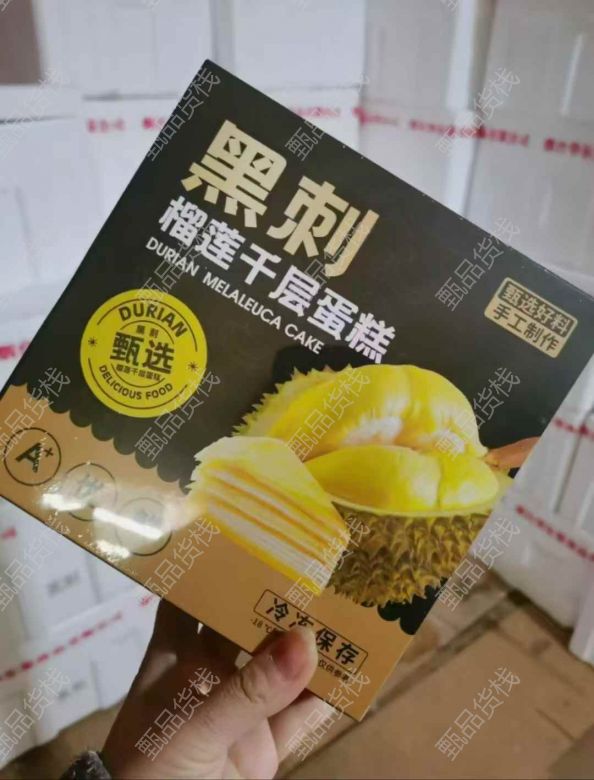 黑刺
榴莲千层蛋糕
DURIAN MELALEUCA CAKE
甄选好料
手工制作
DURIAN
黑刺
甄选
榴莲千层蛋糕
DELICIOUS FOOD
A+
冷冻保存
-18℃
甄品货栈